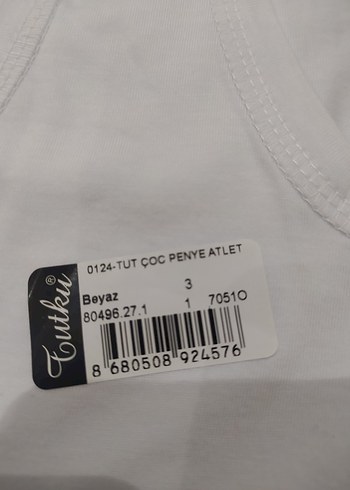 Tutku®
0124-TUT ÇOC PENYE ATLET
Beyaz 3
80496.27.1 1 7051O
8 680508 924576